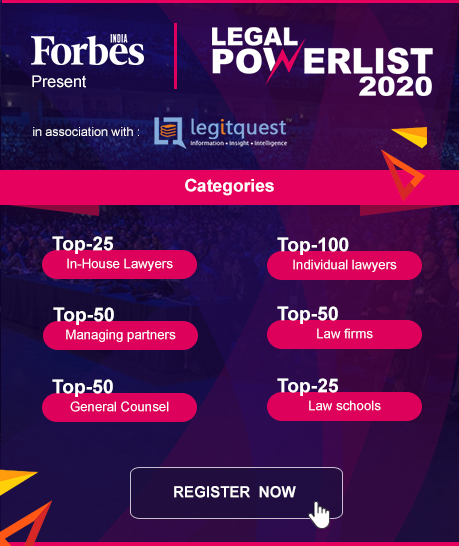 Forbes
INDIA
Present
LEGAL
POWERLIST
2020
in association with :
legitquest™
Information • Insight • Intelligence
Categories
Top-25
In-House Lawyers
Top-100
Individual lawyers
Top-50
Managing partners
Top-50
Law firms
Top-50
General Counsel
Top-25
Law schools
REGISTER NOW